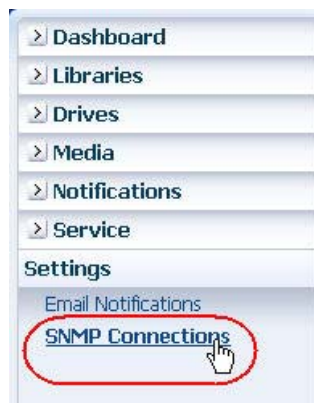 Dashboard
Libraries
Drives
Media
Notifications
Service
Settings
Email Notifications
SNMP Connections